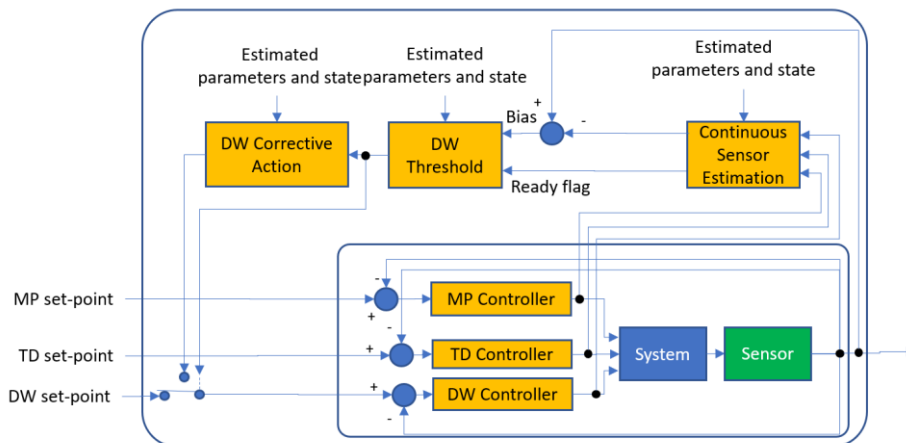 Estimated
parameters and state
Estimated
parameters and state
Estimated
parameters and state
+
Bias
-
DW Corrective
Action
DW
Threshold
Continuous
Sensor
Estimation
Ready flag
-
MP set-point
MP Controller
+
-
TD set-point
+
TD Controller
System
Sensor
+
DW set-point
DW Controller
-